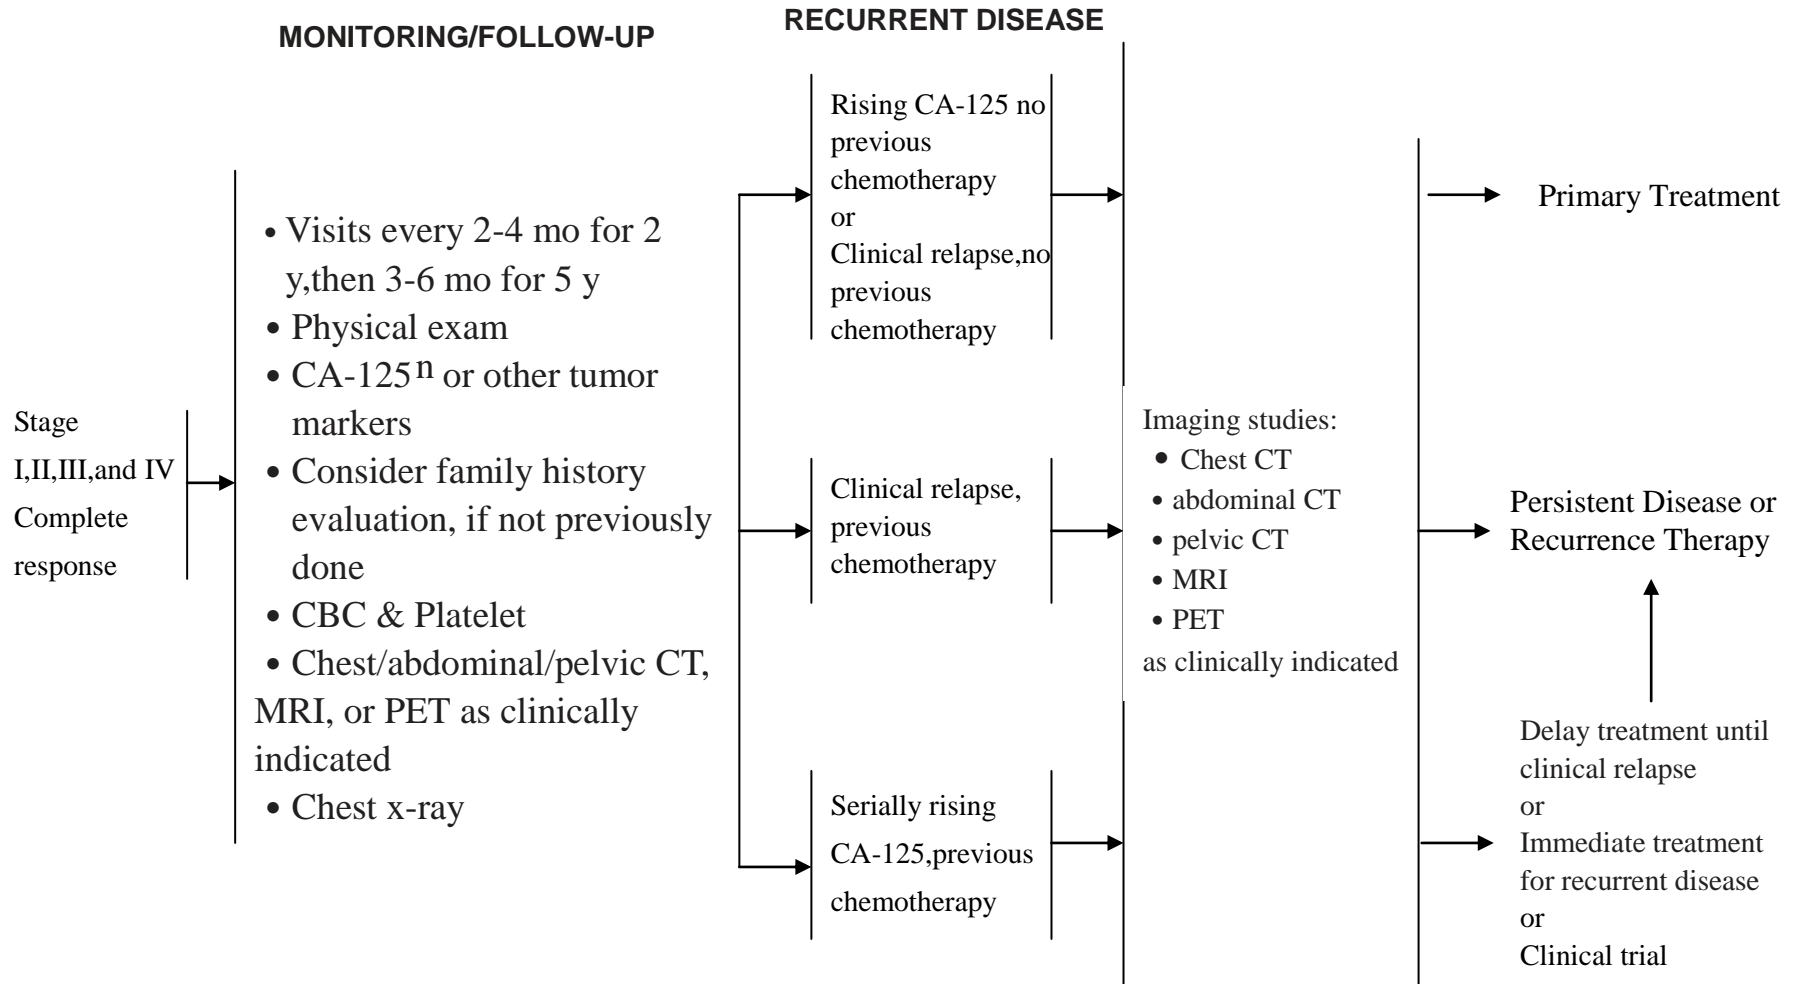 MONITORING/FOLLOW-UP
RECURRENT DISEASE
Stage
I,II,III,and IV
Complete
response
• Visits every 2-4 mo for 2
y,then 3-6 mo for 5 y
• Physical exam
• CA-125ⁿ or other tumor
markers
• Consider family history
evaluation, if not previously
done
• CBC & Platelet
• Chest/abdominal/pelvic CT,
MRI, or PET as clinically
indicated
• Chest x-ray
Rising CA-125 no
previous
chemotherapy
or
Clinical relapse,no
previous
chemotherapy
Clinical relapse,
previous
chemotherapy
Serially rising
CA-125,previous
chemotherapy
Imaging studies:
• Chest CT
• abdominal CT
• pelvic CT
• MRI
• PET
as clinically indicated
Primary Treatment
Persistent Disease or
Recurrence Therapy
Delay treatment until
clinical relapse
or
Immediate treatment
for recurrent disease
or
Clinical trial